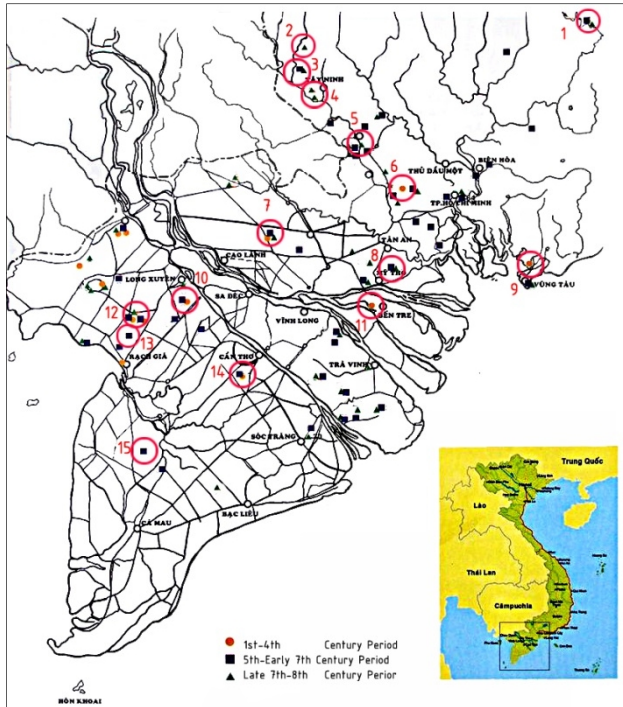 1
2
3
TÂY NINH
4
5
6
THỦ DẦU MỘT
BIÊN HÒA
TP.HỒ CHÍ MINH
7
TÂN AN
CAO LÃNH
8
MỸ THO
9
VŨNG TÀU
LONG XUYÊN
10
SA ĐÉC
11
BẾN TRE
12
VĨNH LONG
13
RẠCH GIÁ
CẦN THƠ
TRÀ VINH
14
15
SÓC TRĂNG
BẠC LIÊU
CÀ MAU
HÒN KHOAI
1st-4th Century Period
5th-Early 7th Century Period
Late 7th-8th Century Perior
Trung Quốc
Lào
Thái Lan
Cămpuchia